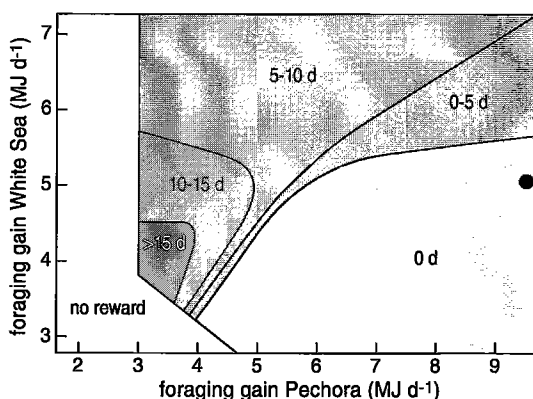 foraging gain White Sea (MJ d-1)
7
6
5
4
3
5-10 d
0-5 d
10-15 d
>15 d
0 d
no reward
2 3 4 5 6 7 8 9
foraging gain Pechora (MJ d-1)